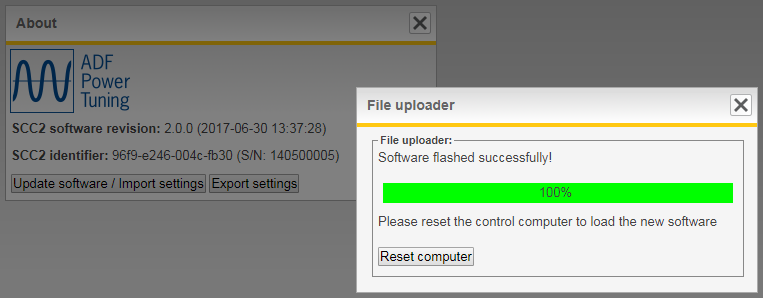 About
ADF
Power
Tuning
SCC2 software revision: 2.0.0 (2017-06-30 13:37:28)
SCC2 identifier: 96f9-e246-004c-fb30 (S/N: 140500005)
Update software / Import settings Export settings
File uploader
File uploader:
Software flashed successfully!
100%
Please reset the control computer to load the new software
Reset computer